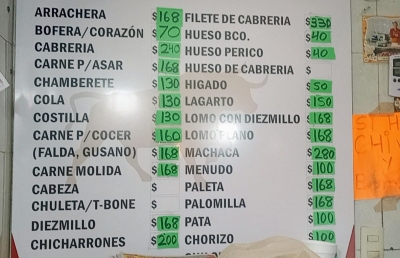 ARRACHERA $168
BOFERA/CORAZÓN $70
CABRERIA $240
CARNE P/ASAR $168
CHAMBERETE $130
COLA $130
COSTILLA $130
CARNE P/COCER $160
(FALDA, GUSANO) $168
CARNE MOLIDA $168
CABEZA $
CHULETA/T-BONE $
DIEZMILLO $168
CHICHARRONES $200
FILETE DE CABRERIA $330
HUESO BCO. $40
HUESO PERICO $40
HUESO DE CABRERIA $
HIGADO $50
LAGARTO $150
LOMO CON DIEZMILLO $168
LOMO PLANO $168
MACHACA $280
MENUDO $100
PALETA $168
PALOMILLA $168
PATA $100
CHORIZO $100